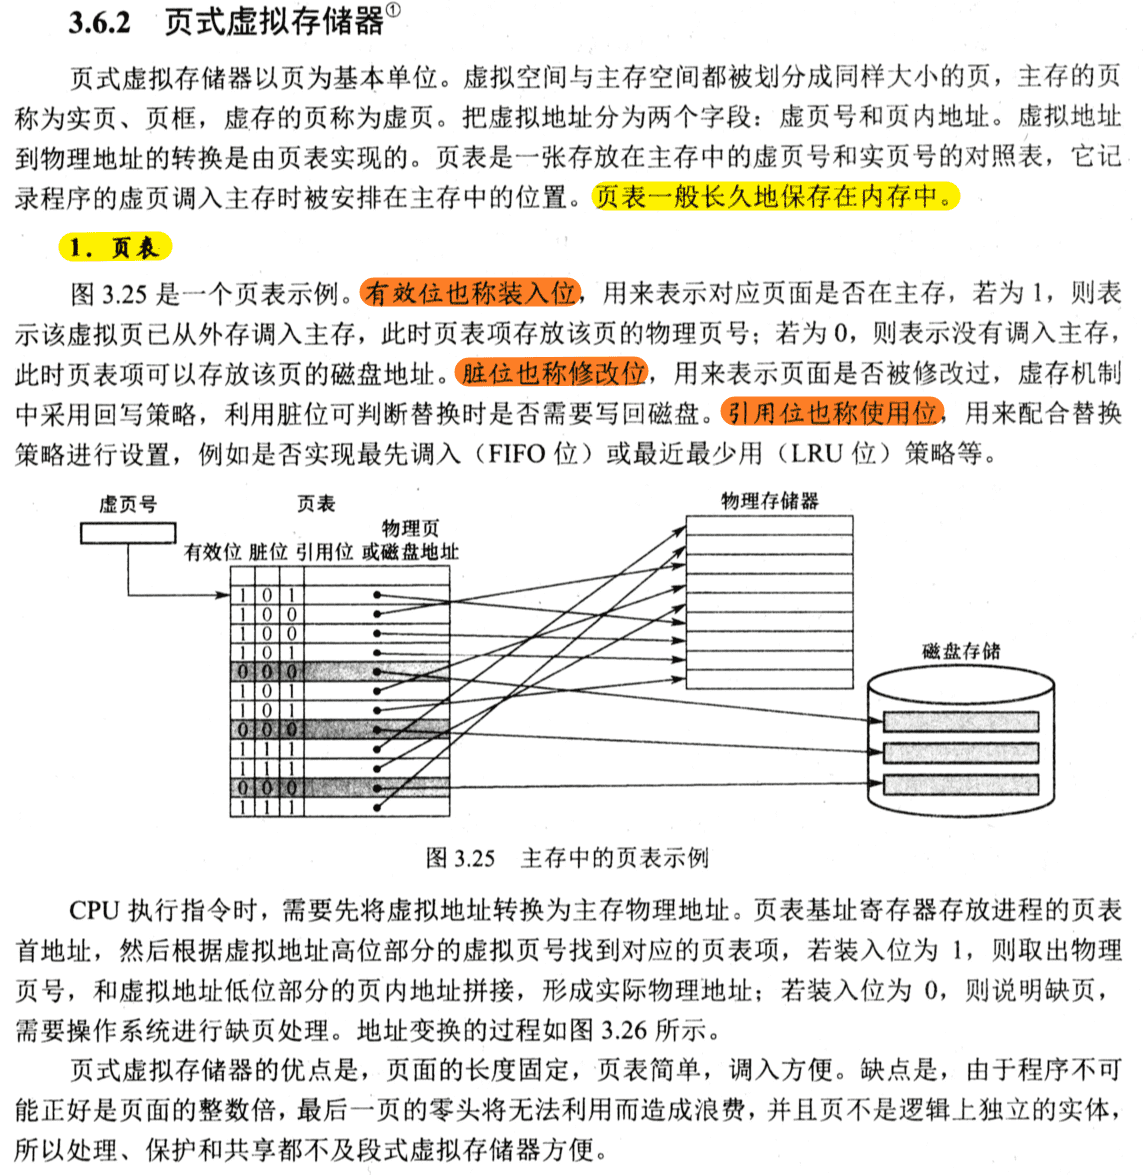 3.6.2 页式虚拟存储器①
页式虚拟存储器以页为基本单位。虚拟空间与主存空间都被划分成同样大小的页，主存的页
称为实页、页框，虚存的页称为虚页。把虚拟地址分为两个字段：虚页号和页内地址。虚拟地址
到物理地址的转换是由页表实现的。页表是一张存放在主存中的虚页号和实页号的对照表，它记
录程序的虚页调入主存时被安排在主存中的位置。页表一般长久地保存在内存中。
1．页表
图 3.25 是一个页表示例。有效位也称装入位，用来表示对应页面是否在主存，若为 1，则表
示该虚拟页已从外存调入主存，此时页表项存放该页的物理页号；若为 0，则表示没有调入主存，
此时页表项可以存放该页的磁盘地址。脏位也称修改位，用来表示页面是否被修改过，虚存机制
中采用回写策略，利用脏位可判断替换时是否需要写回磁盘。引用位也称使用位，用来配合替换
策略进行设置，例如是否实现最先调入（FIFO 位）或最近最少用（LRU 位）策略等。
虚页号 页表 物理存储器
物理页
有效位 脏位 引用位 或磁盘地址
1 0 1
1 0 0
1 0 0
1 0 1
磁盘存储
0 0 0
1 0 1
1 0 1
0 0 0
1 1 1
1 1 1
0 0 0
1 1 1
图 3.25 主存中的页表示例
CPU 执行指令时，需要先将虚拟地址转换为主存物理地址。页表基址寄存器存放进程的页表
首地址，然后根据虚拟地址高位部分的虚拟页号找到对应的页表项，若装入位为 1，则取出物理
页号，和虚拟地址低位部分的页内地址拼接，形成实际物理地址；若装入位为 0，则说明缺页，
需要操作系统进行缺页处理。地址变换的过程如图 3.26 所示。
页式虚拟存储器的优点是，页面的长度固定，页表简单，调入方便。缺点是，由于程序不可
能正好是页面的整数倍，最后一页的零头将无法利用而造成浪费，并且页不是逻辑上独立的实体，
所以处理、保护和共享都不及段式虚拟存储器方便。